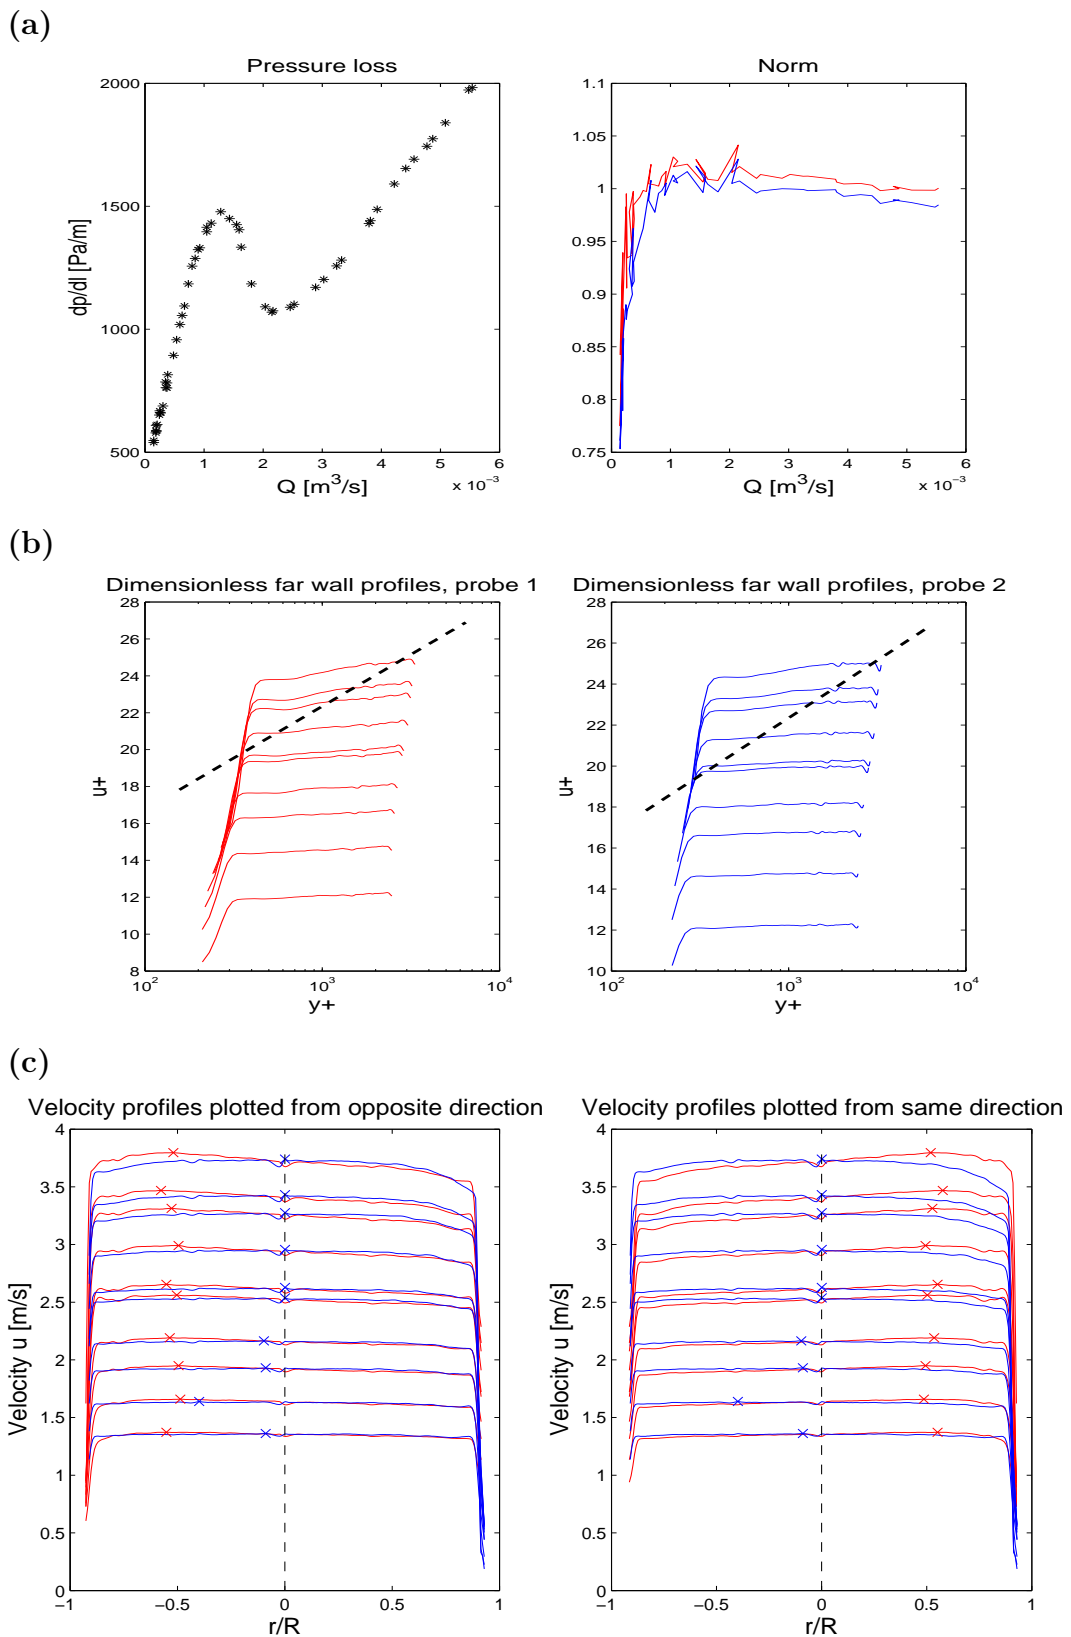 (a)
Pressure loss
2000
1500
1000
500
dp/dl [Pa/m]
0 1 2 3 4 5 6
Q [m³/s]
x 10⁻³
Norm
1.1
1.05
1
0.95
0.9
0.85
0.8
0.75
0 1 2 3 4 5 6
Q [m³/s]
x 10⁻³
(b)
Dimensionless far wall profiles, probe 1
28
26
24
22
20
18
16
14
12
10
8
u+
10² 10³ 10⁴
y+
Dimensionless far wall profiles, probe 2
28
26
24
22
20
18
16
14
12
10
u+
10² 10³ 10⁴
y+
(c)
Velocity profiles plotted from opposite direction
4
3.5
3
2.5
2
1.5
1
0.5
0
Velocity u [m/s]
−1 −0.5 0 0.5 1
r/R
Velocity profiles plotted from same direction
4
3.5
3
2.5
2
1.5
1
0.5
0
Velocity u [m/s]
−1 −0.5 0 0.5 1
r/R